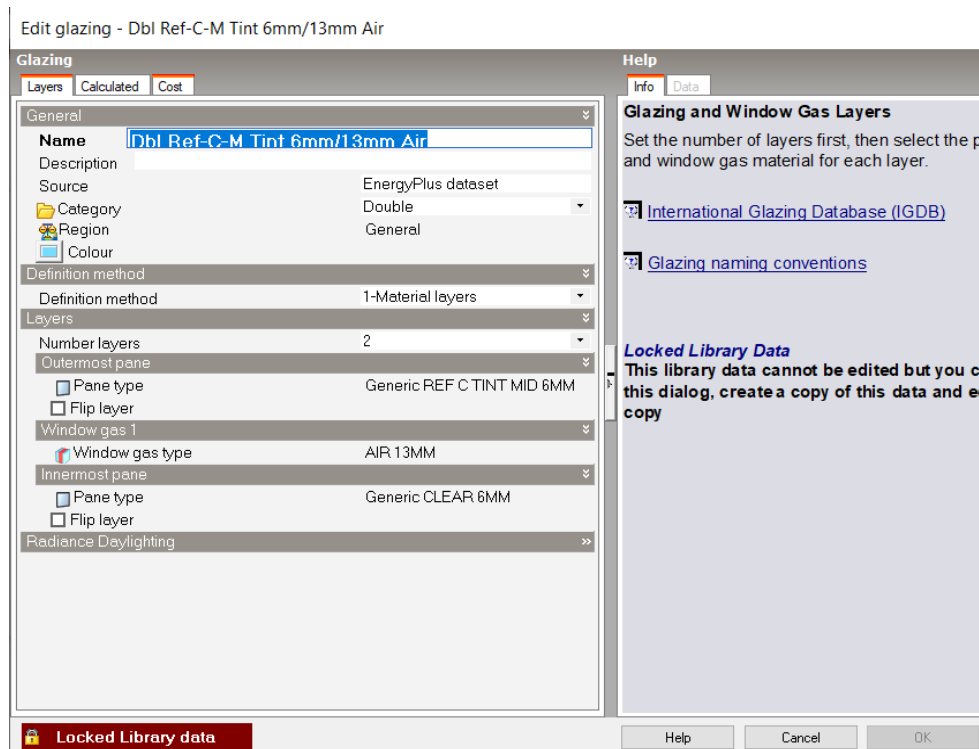 Edit glazing - Dbl Ref-C-M Tint 6mm/13mm Air
Glazing
Layers Calculated Cost
General
Name Dbl Ref-C-M Tint 6mm/13mm Air
Description
Source EnergyPlus dataset
Category Double
Region General
Colour
Definition method
Definition method 1-Material layers
Layers
Number layers 2
Outermost pane
Pane type Generic REF C TINT MID 6MM
Flip layer
Window gas 1
Window gas type AIR 13MM
Innermost pane
Pane type Generic CLEAR 6MM
Flip layer
Radiance Daylighting
Locked Library data
Help
Info Data
Glazing and Window Gas Layers
Set the number of layers first, then select the p
and window gas material for each layer.
International Glazing Database (IGDB)
Glazing naming conventions
Locked Library Data
This library data cannot be edited but you c
this dialog, create a copy of this data and e
copy
Help Cancel OK